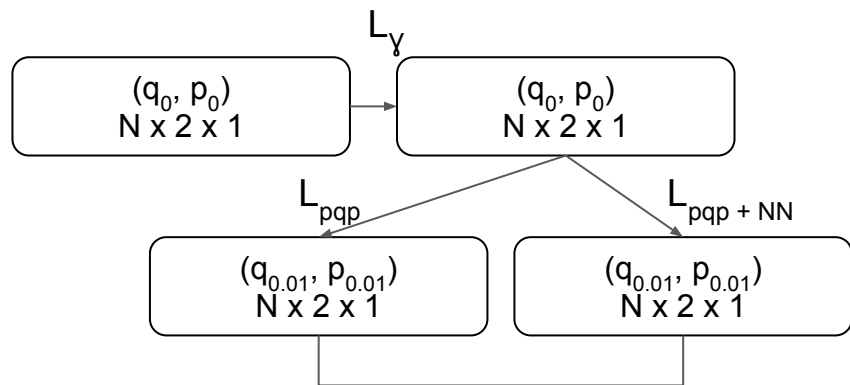 L_γ
(q_0, p_0)
N x 2 x 1
(q_0, p_0)
N x 2 x 1
L_pqp
L_pqp + NN
(q_0.01, p_0.01)
N x 2 x 1
(q_0.01, p_0.01)
N x 2 x 1